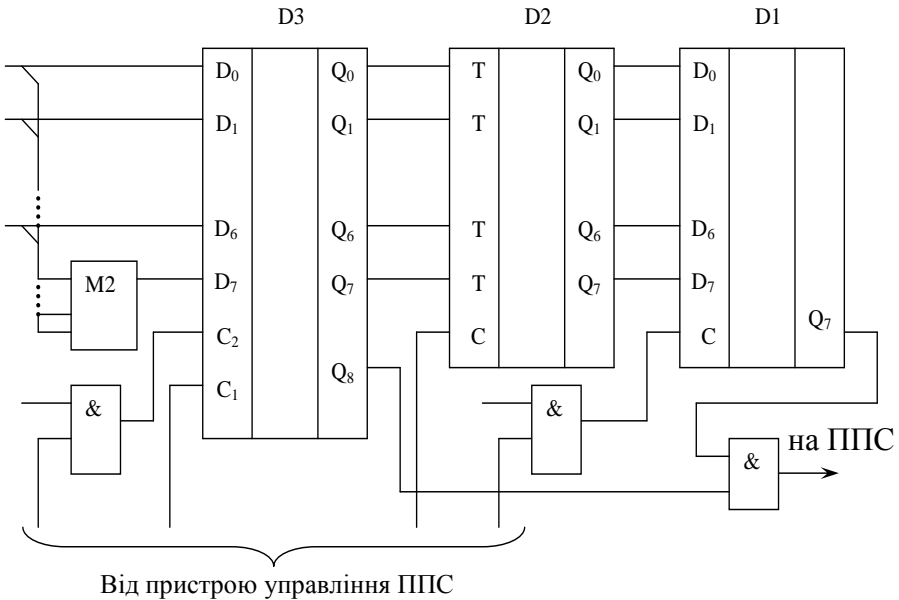 D3 D2 D1
D₀ Q₀ T Q₀ D₀
D₁ Q₁ T Q₁ D₁
D₆ Q₆ T Q₆ D₆
M2 D₇ Q₇ T Q₇ D₇
C₂ C C Q₇
Q₈
C₁
& & на ППС
&
Від пристрою управління ППС